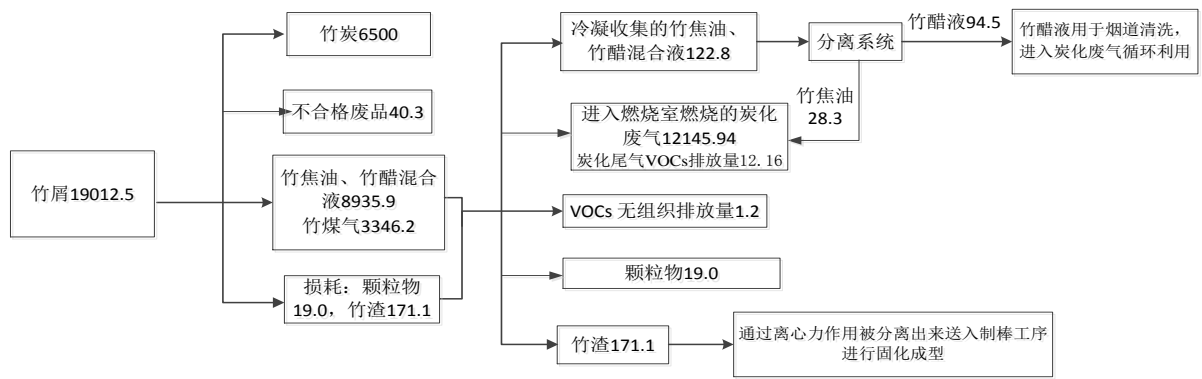 竹屑19012.5
竹炭6500
不合格废品40.3
竹焦油、竹醋混合
液8935.9
竹煤气3346.2
损耗：颗粒物
19.0，竹渣171.1
冷凝收集的竹焦油、
竹醋混合液122.8
分离系统
竹醋液94.5
竹醋液用于烟道清洗，
进入炭化废气循环利用
竹焦油
28.3
进入燃烧室燃烧的炭化
废气12145.94
炭化尾气VOCs排放量12.16
VOCs 无组织排放量1.2
颗粒物19.0
竹渣171.1
通过离心力作用被分离出来送入制棒工序
进行固化成型